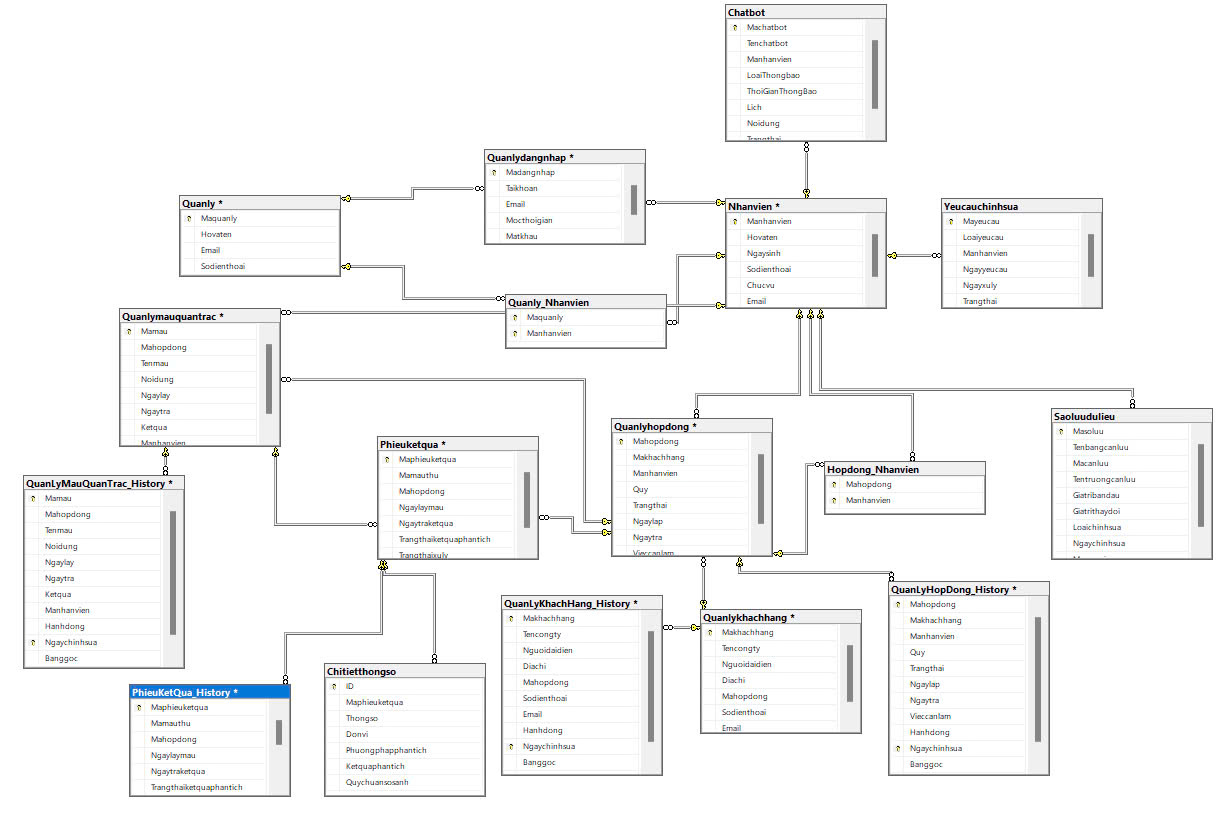 Chatbot
Machatbot
Tenchatbot
Manhanvien
LoaiThongbao
ThoiGianThongBao
Lich
Noidung
Trangthai
Quanlydangnhap *
Madangnhap
Taikhoan
Email
Mocthoigian
Matkhau
Quanly *
Maquanly
Hovaten
Email
Sodienthoai
Nhanvien *
Manhanvien
Hovaten
Ngaysinh
Sodienthoai
Chucvu
Email
Yeucauchinhsua
Mayeucau
Loaiyeucau
Manhanvien
Ngayyeucau
Ngayxuly
Trangthai
Quanly_Nhanvien
Maquanly
Manhanvien
Quanlymauquantrac *
Mamau
Mahopdong
Tenmau
Noidung
Ngaylay
Ngaytra
Ketqua
Manhanvien
Phieuketqua *
Maphieuketqua
Mamauthu
Mahopdong
Ngaylaymau
Ngaytraketqua
Trangthaiketquaphantich
Trangthaixuly
Quanlyhopdong *
Mahopdong
Makhachhang
Manhanvien
Quy
Trangthai
Ngaylap
Ngaytra
Vieccanlam
Hopdong_Nhanvien
Mahopdong
Manhanvien
Saoluudulieu
Masoluu
Tenbangcanluu
Macanluu
Tentruongcanluu
Giatribandau
Giatrithaydoi
Loaichinhsua
Ngaychinhsua
QuanLyMauQuanTrac_History *
Mamau
Mahopdong
Tenmau
Noidung
Ngaylay
Ngaytra
Ketqua
Manhanvien
Hanhdong
Ngaychinhsua
Banggoc
PhieuKetQua_History *
Maphieuketqua
Mamauthu
Mahopdong
Ngaylaymau
Ngaytraketqua
Trangthaiketquaphantich
Chitietthongso
ID
Maphieuketqua
Thongso
Donvi
Phuongphapphantich
Ketquaphantich
Quychuansosanh
QuanLyKhachHang_History *
Makhachhang
Tencongty
Nguoidaidien
Diachi
Mahopdong
Sodienthoai
Email
Hanhdong
Ngaychinhsua
Banggoc
Quanlykhachhang *
Makhachhang
Tencongty
Nguoidaidien
Diachi
Mahopdong
Sodienthoai
Email
QuanLyHopDong_History *
Mahopdong
Makhachhang
Manhanvien
Quy
Trangthai
Ngaylap
Ngaytra
Vieccanlam
Hanhdong
Ngaychinhsua
Banggoc